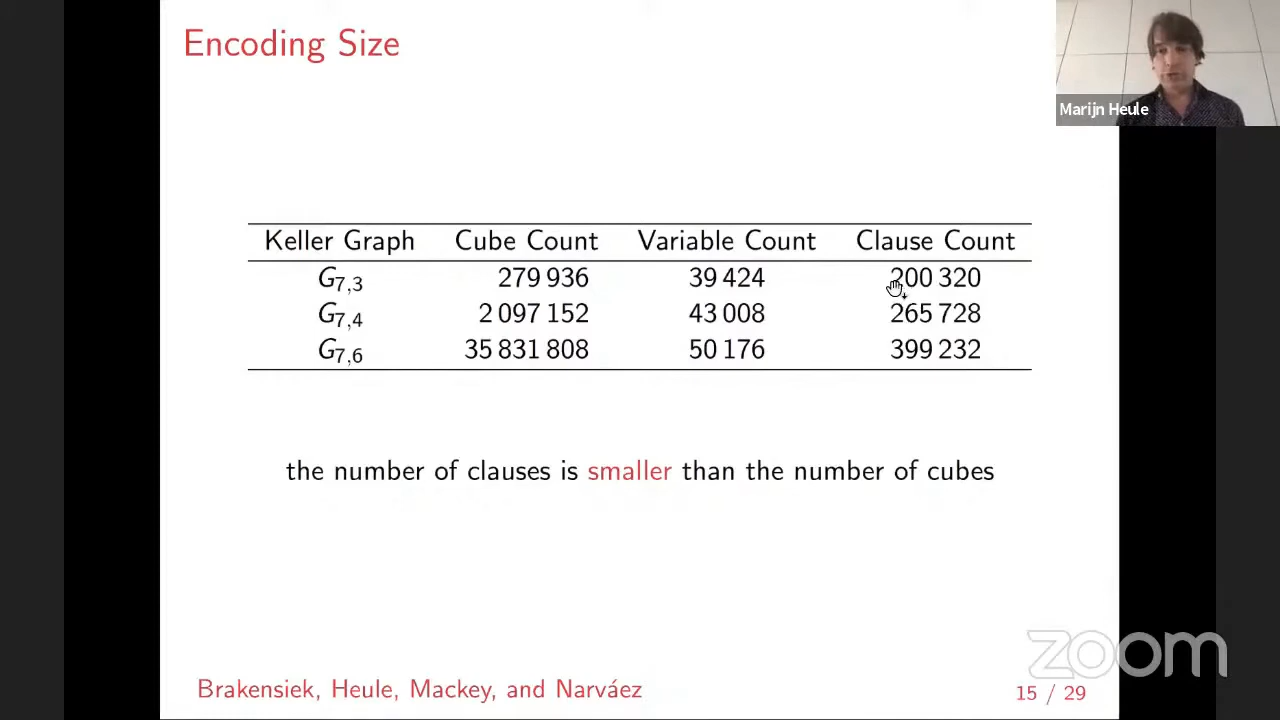 Encoding Size
Marijn Heule
Keller Graph Cube Count Variable Count Clause Count
G7,3 279 936 39 424 200 320
G7,4 2 097 152 43 008 265 728
G7,6 35 831 808 50 176 399 232
the number of clauses is smaller than the number of cubes
zoom
Brakensiek, Heule, Mackey, and Narváez
15 / 29